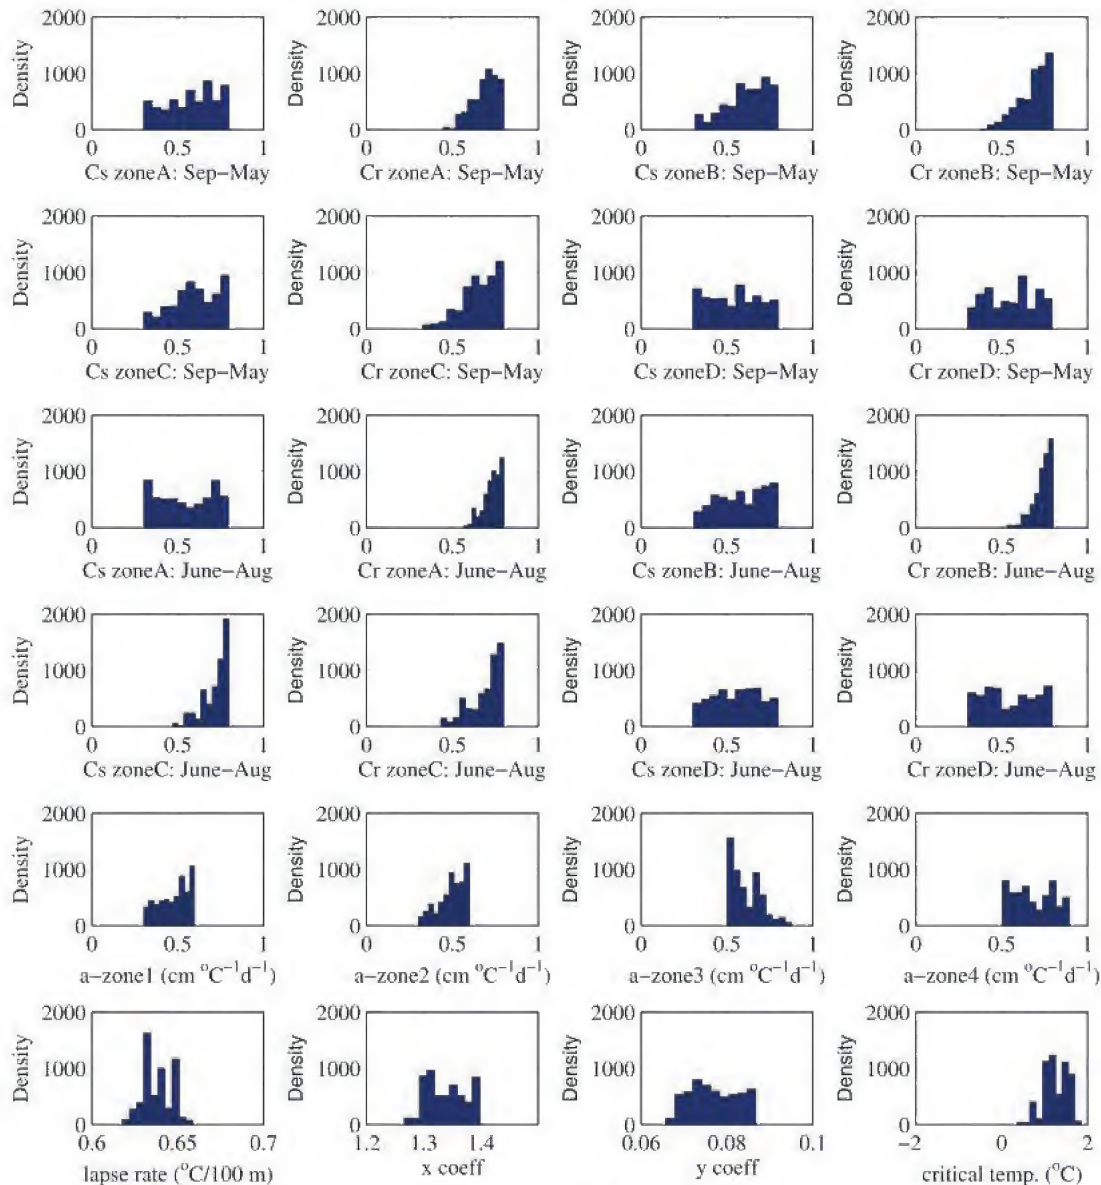 2000 2000 2000 2000
Density Density Density Density
1000 1000 1000 1000
0 0 0 0
0 0.5 1 0 0.5 1 0 0.5 1 0 0.5 1
Cs zoneA: Sep−May Cr zoneA: Sep−May Cs zoneB: Sep−May Cr zoneB: Sep−May
2000 2000 2000 2000
Density Density Density Density
1000 1000 1000 1000
0 0 0 0
0 0.5 1 0 0.5 1 0 0.5 1 0 0.5 1
Cs zoneC: Sep−May Cr zoneC: Sep−May Cs zoneD: Sep−May Cr zoneD: Sep−May
2000 2000 2000 2000
Density Density Density Density
1000 1000 1000 1000
0 0 0 0
0 0.5 1 0 0.5 1 0 0.5 1 0 0.5 1
Cs zoneA: June−Aug Cr zoneA: June−Aug Cs zoneB: June−Aug Cr zoneB: June−Aug
2000 2000 2000 2000
Density Density Density Density
1000 1000 1000 1000
0 0 0 0
0 0.5 1 0 0.5 1 0 0.5 1 0 0.5 1
Cs zoneC: June−Aug Cr zoneC: June−Aug Cs zoneD: June−Aug Cr zoneD: June−Aug
2000 2000 2000 2000
Density Density Density Density
1000 1000 1000 1000
0 0 0 0
0 0.5 1 0 0.5 1 0 0.5 1 0 0.5 1
a−zone1 (cm °C⁻¹d⁻¹) a−zone2 (cm °C⁻¹d⁻¹) a−zone3 (cm °C⁻¹d⁻¹) a−zone4 (cm °C⁻¹d⁻¹)
2000 2000 2000 2000
Density Density Density Density
1000 1000 1000 1000
0 0 0 0
0.6 0.65 0.7 1.2 1.3 1.4 0.06 0.08 0.1 −2 0 2
lapse rate (°C/100 m) x coeff y coeff critical temp. (°C)